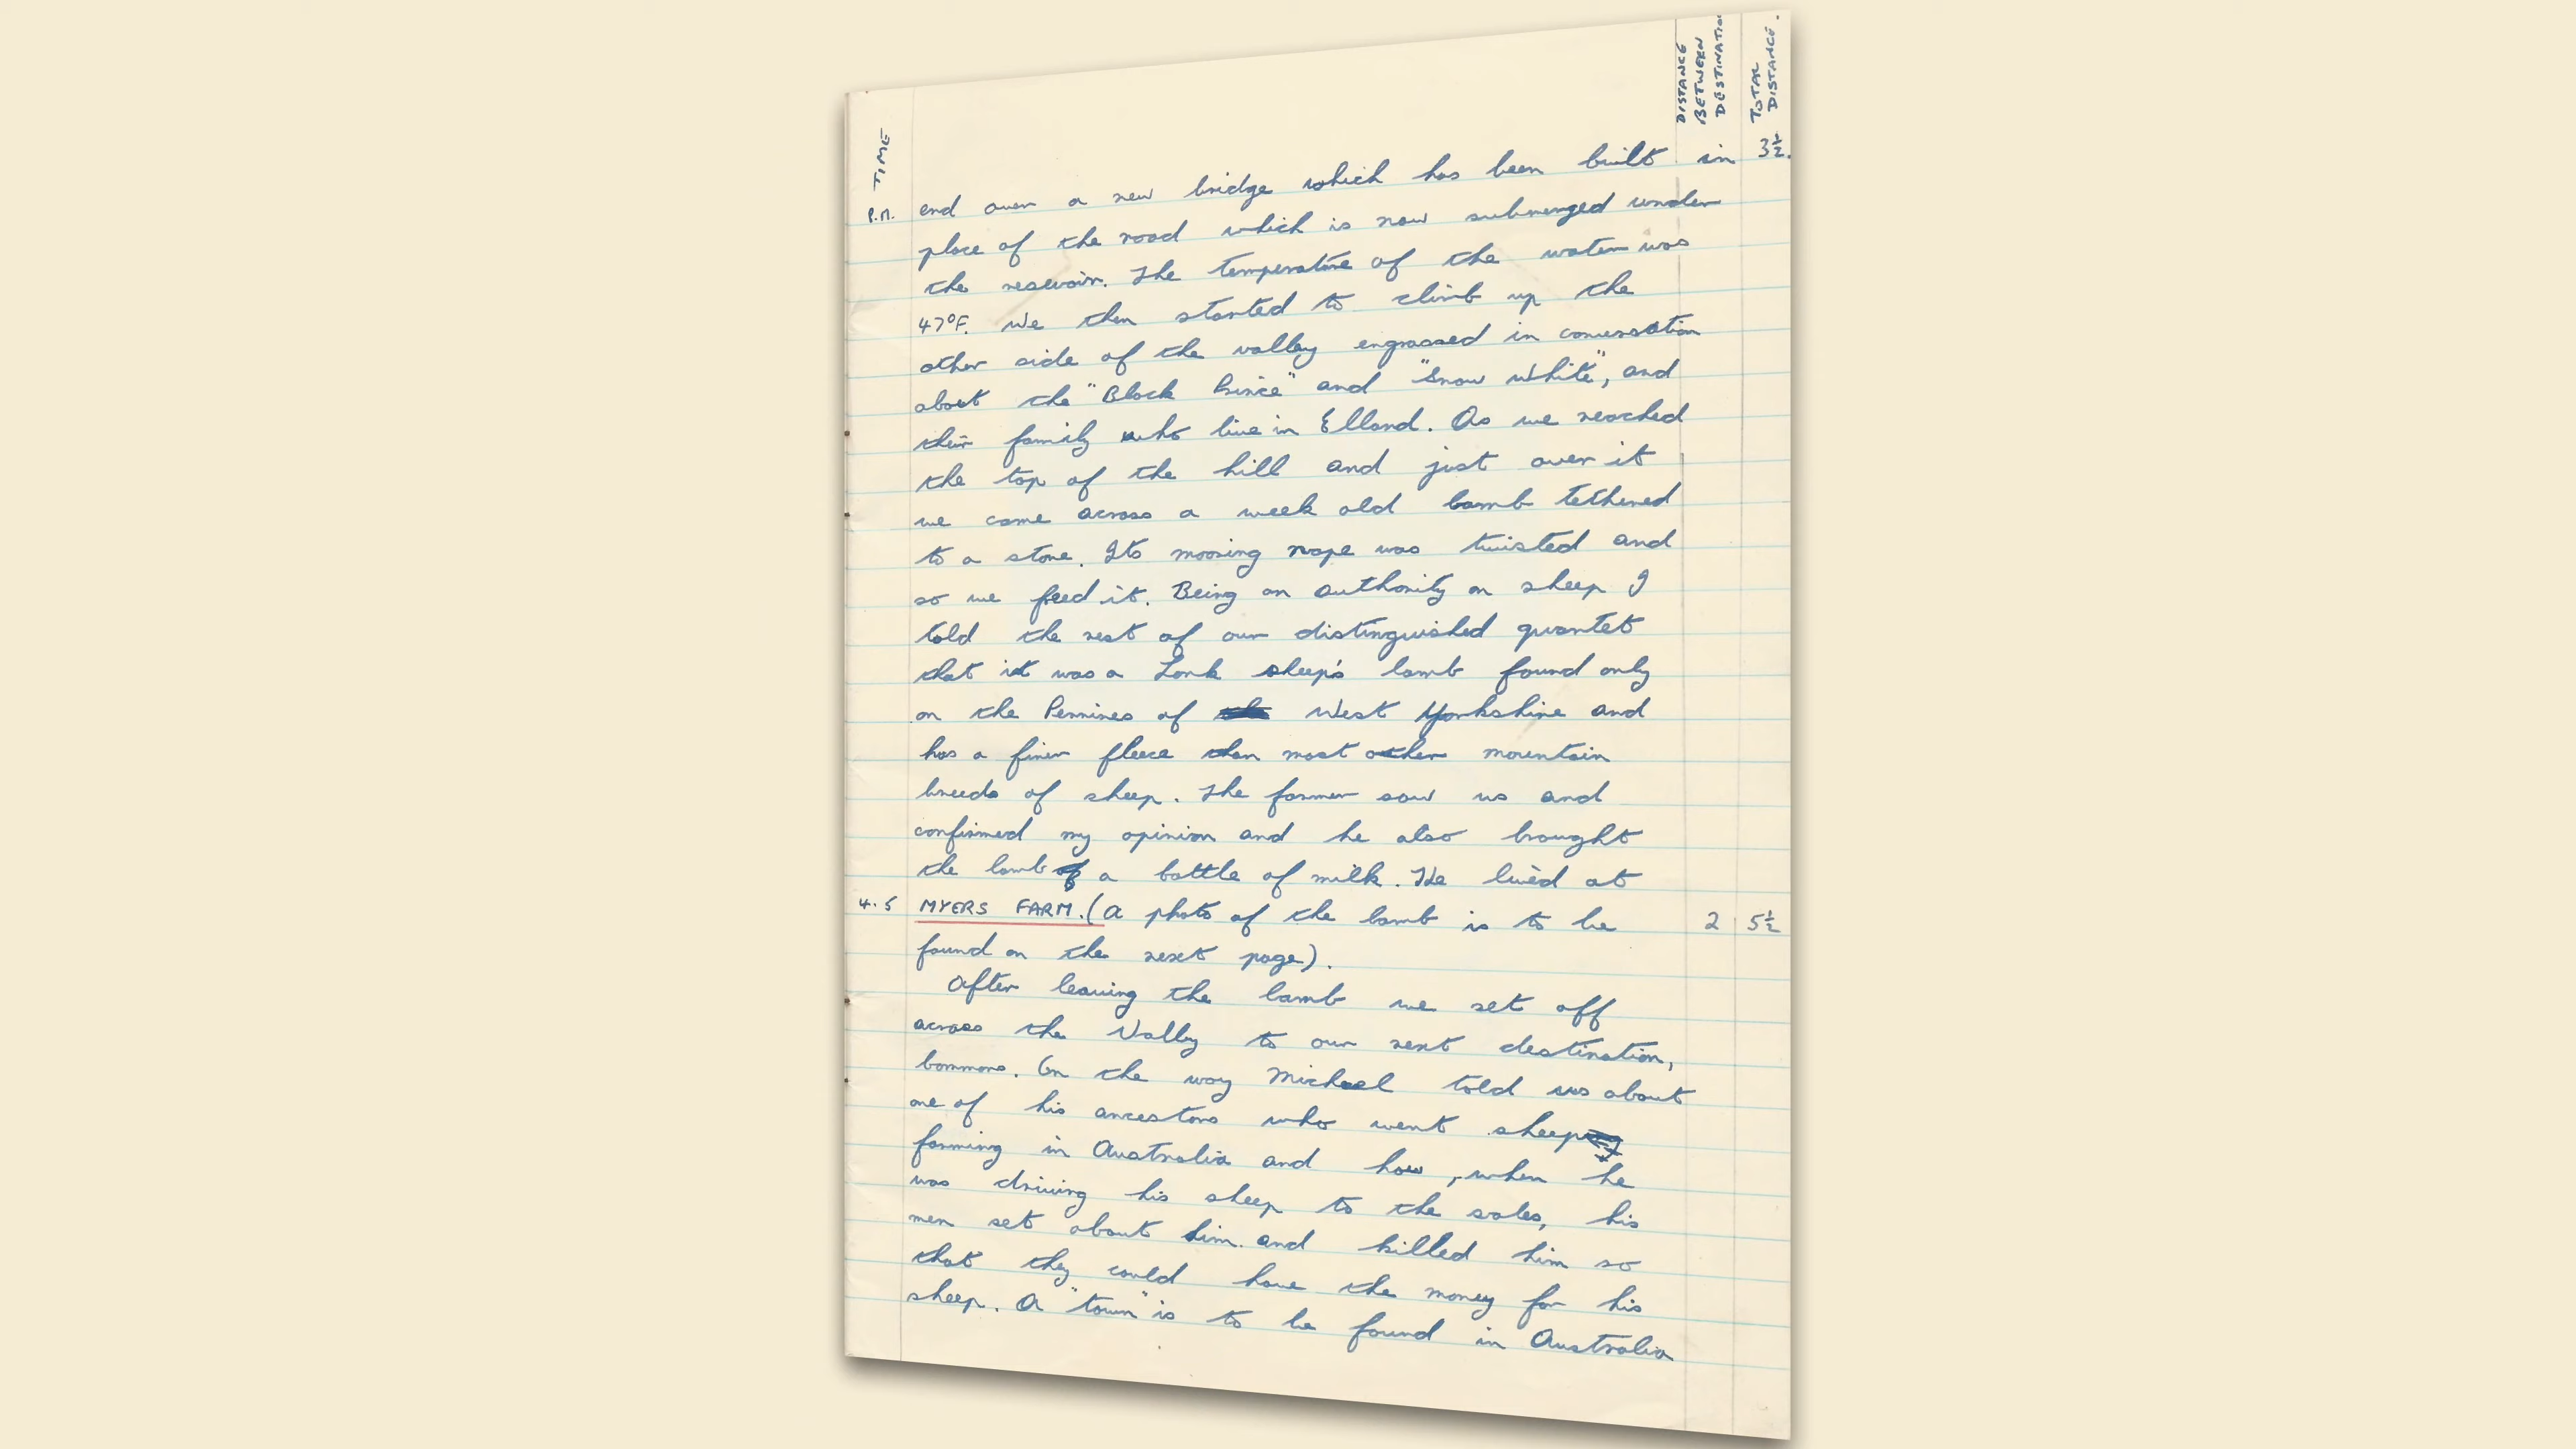 TIME
DISTANCE BETWEEN DESTINATIO
TOTAL DISTANCE.
P.M. end over a new bridge which has been built in 3½.
place of the road which is now submerged under
the resevoir. The temperature of the water was
47°F. We then started to climb up the
other side of the valley engrossed in conversation
about the "Black Prince" and "Snow White", and
their family who live in Elland. As we reached
the top of the hill and just over it
we came across a week old lamb tethered
to a stone. Its mooring rope was twisted and
so we freed it. Being an authority on sheep I
told the rest of our distinguished quartet
that it was a Lonk sheep's lamb found only
on the Pennines of West Yorkshire and
has a finer fleece than most other mountain
breeds of sheep. The farmer saw us and
confirmed my opinion and he also brought
the lamb a bottle of milk. He lived at
4.5 MYERS FARM. (A photo of the lamb is to be 2 5½
found on the next page).
After leaving the lamb we set off
across the Valley to our next destination,
On the way Michael told us about
one of his ancestors who went sheep
farming in Australia and how, when he
was driving his sheep to the sales, his
men set about him and killed him so
that they could have the money for his
sheep. A "town" is to be found in Australia